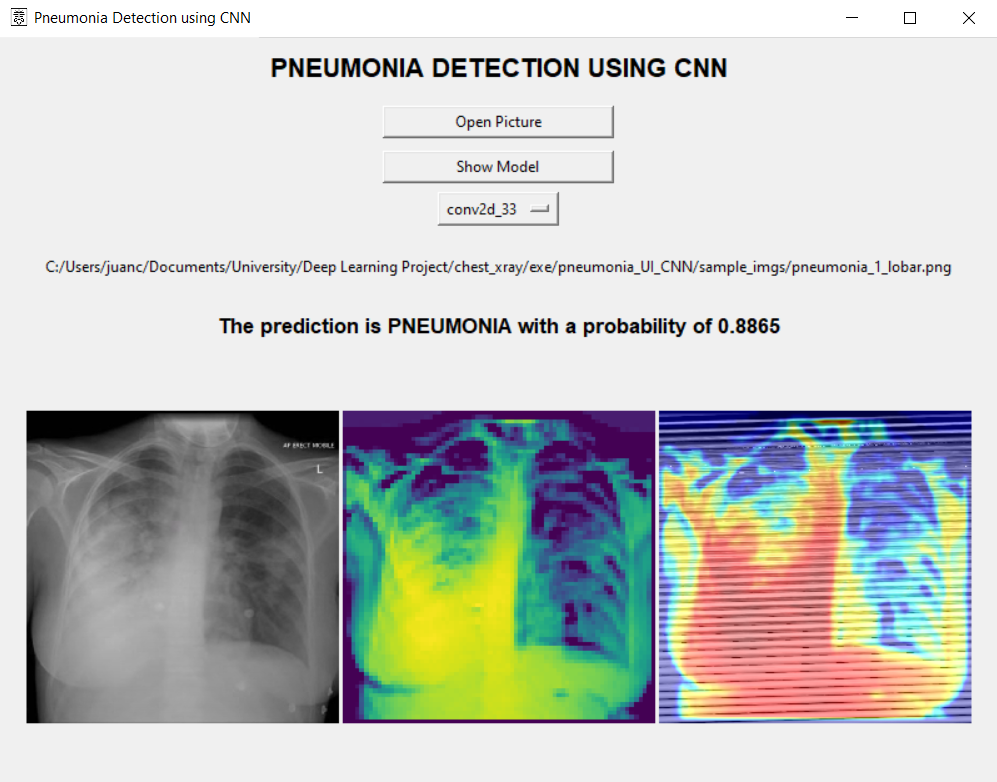 Pneumonia Detection using CNN
PNEUMONIA DETECTION USING CNN
Open Picture
Show Model
conv2d_33
C:/Users/juanc/Documents/University/Deep Learning Project/chest_xray/exe/pneumonia_UI_CNN/sample_imgs/pneumonia_1_lobar.png
The prediction is PNEUMONIA with a probability of 0.8865
AP ERECT MOBILE
L